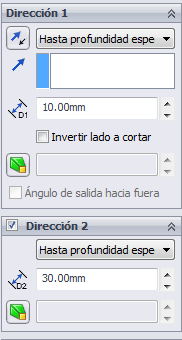 Dirección 1
Hasta profundidad espe
D1
10.00mm
Invertir lado a cortar
Ángulo de salida hacia fuera
Dirección 2
Hasta profundidad espe
D2
30.00mm